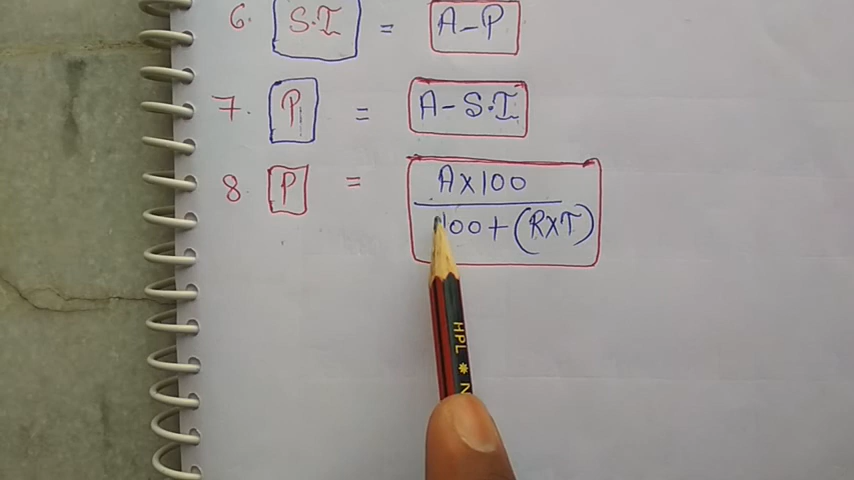 6. S.I = A-P
7. P = A-S.I
8. P = A×100
100+(R×T)
HPL